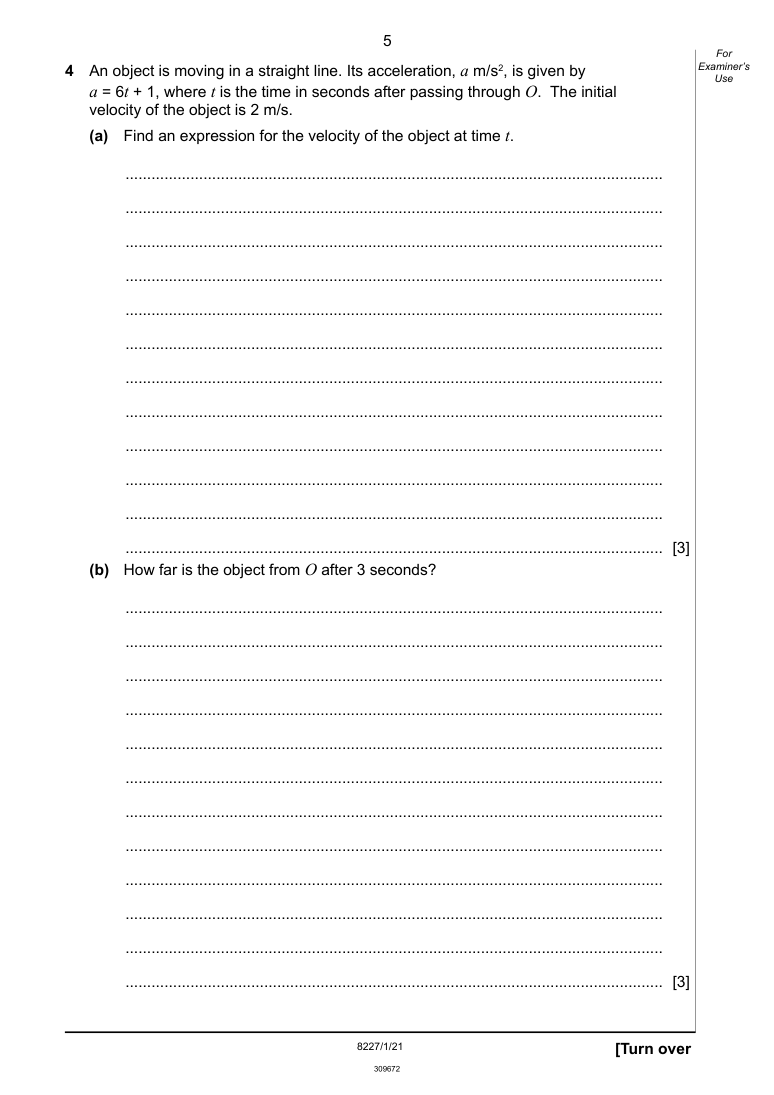 5
For
Examiner's
Use
4 An object is moving in a straight line. Its acceleration, a m/s², is given by
a = 6t + 1, where t is the time in seconds after passing through O. The initial
velocity of the object is 2 m/s.
(a) Find an expression for the velocity of the object at time t.
[3]
(b) How far is the object from O after 3 seconds?
[3]
8227/1/21
[Turn over
309672